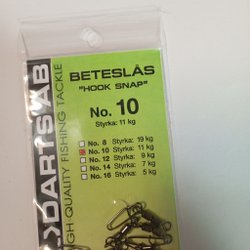 BETESLÅS
"HOOK SNAP"
No. 10
Styrka: 11 kg
No. 8 Styrka: 19 kg
No. 10 Styrka: 11 kg
No. 12 Styrka: 9 kg
No. 14 Styrka: 7 kg
No. 16 Styrka: 5 kg
DARTS AB
HIGH QUALITY FISHING TACKLE